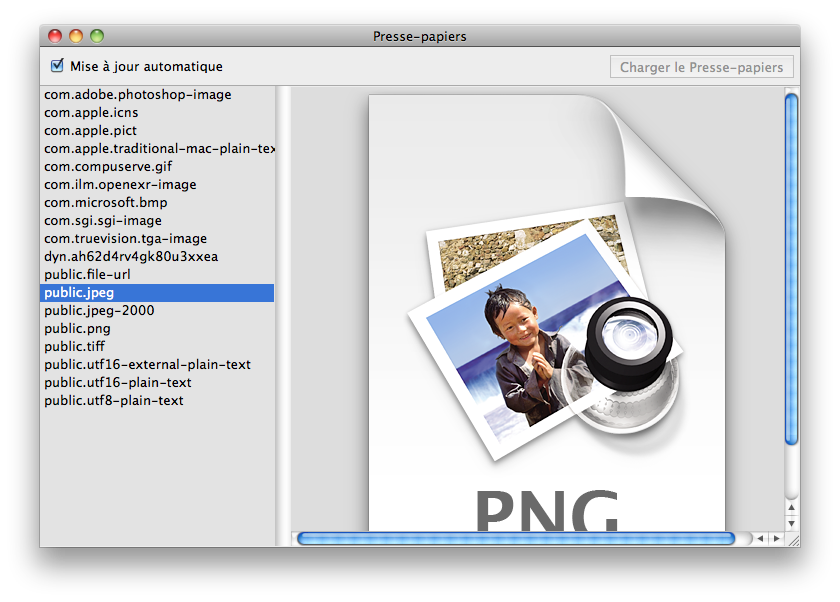 Presse-papiers
Mise à jour automatique
Charger le Presse-papiers
com.adobe.photoshop-image
com.apple.icns
com.apple.pict
com.apple.traditional-mac-plain-tex
com.compuserve.gif
com.ilm.openexr-image
com.microsoft.bmp
com.sgi.sgi-image
com.truevision.tga-image
dyn.ah62d4rv4gk80u3xxea
public.file-url
public.jpeg
public.jpeg-2000
public.png
public.tiff
public.utf16-external-plain-text
public.utf16-plain-text
public.utf8-plain-text
PNG